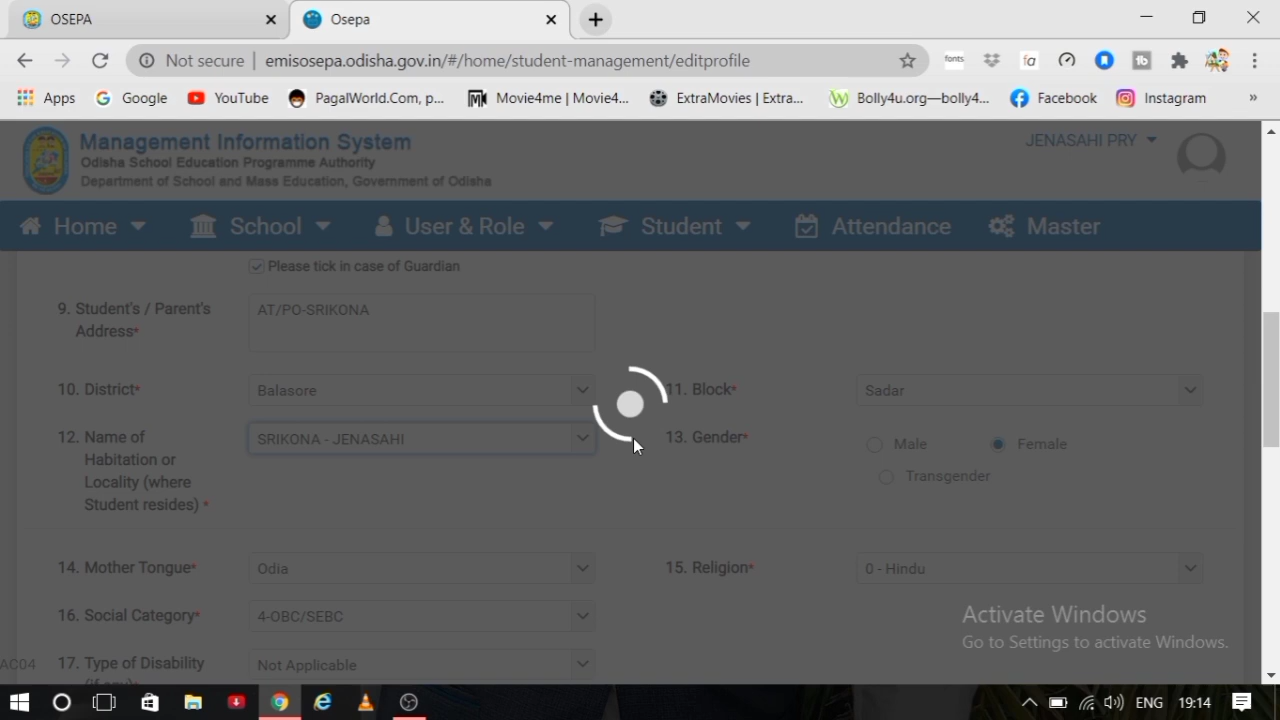 OSEPA
Osepa
Not secure | emisosepa.odisha.gov.in/#/home/student-management/editprofile
fonts
fa
tb
Apps
Google
YouTube
PagalWorld.Com, p...
Movie4me | Movie4...
ExtraMovies | Extra...
Bolly4u.org—bolly4...
Facebook
Instagram
»
Management Information System
Odisha School Education Programme Authority
Department of School and Mass Education, Government of Odisha
JENASAHI PRY
Home
School
User & Role
Student
Attendance
Master
Please tick in case of Guardian
9. Student's / Parent's
Address*
AT/PO-SRIKONA
10. District*
Balasore
11. Block*
Sadar
12. Name of
Habitation or
Locality (where
Student resides) *
SRIKONA - JENASAHI
13. Gender*
Male
Female
Transgender
14. Mother Tongue*
Odia
15. Religion*
0 - Hindu
16. Social Category*
4-OBC/SEBC
Activate Windows
Go to Settings to activate Windows.
AC04
17. Type of Disability
(if any)*
Not Applicable
ENG
19:14